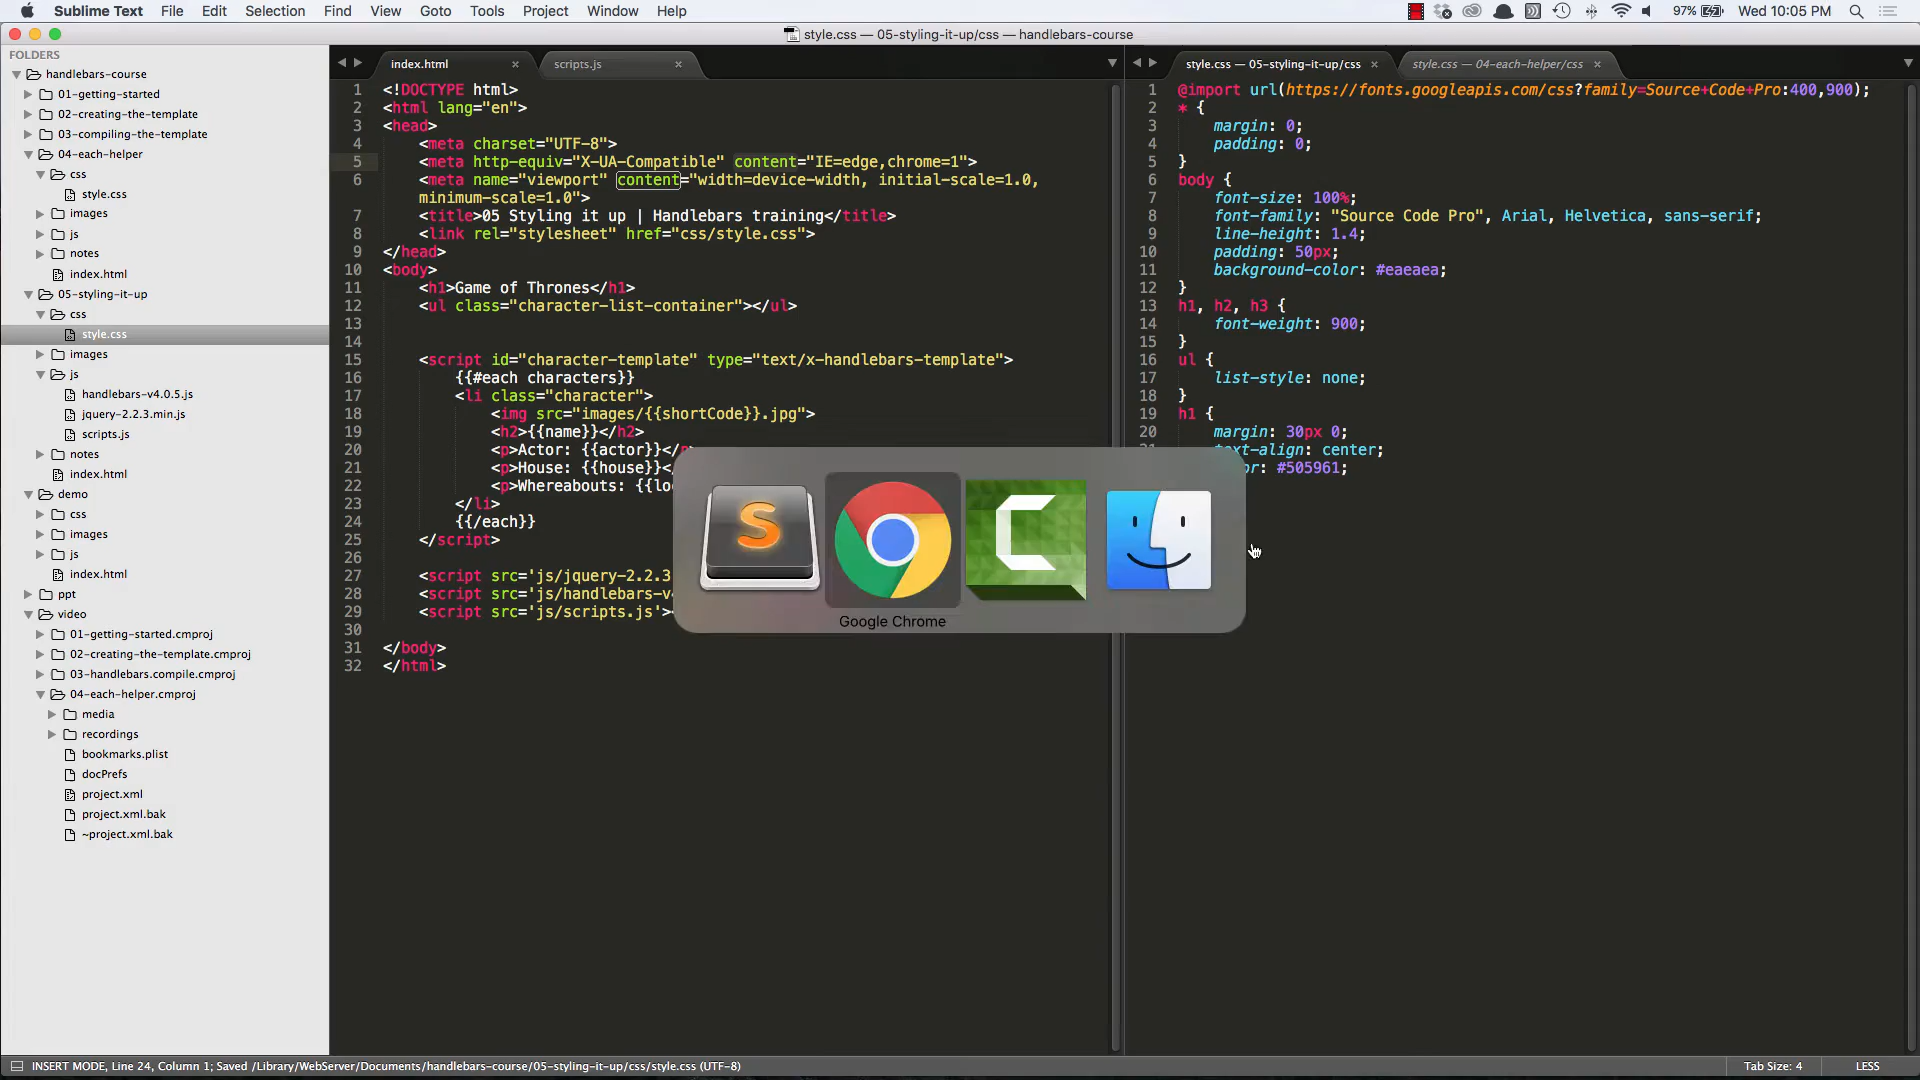 Sublime Text File Edit Selection Find View Goto Tools Project Window Help 97% Wed 10:05 PM
style.css — 05-styling-it-up/css — handlebars-course
FOLDERS
handlebars-course
01-getting-started
02-creating-the-template
03-compiling-the-template
04-each-helper
css
style.css
images
js
notes
index.html
05-styling-it-up
css
style.css
images
js
handlebars-v4.0.5.js
jquery-2.2.3.min.js
scripts.js
notes
index.html
demo
css
images
js
index.html
ppt
video
01-getting-started.cmproj
02-creating-the-template.cmproj
03-handlebars.compile.cmproj
04-each-helper.cmproj
media
recordings
bookmarks.plist
docPrefs
project.xml
project.xml.bak
~project.xml.bak
index.html scripts.js
1 <!DOCTYPE html>
2 <html lang="en">
3 <head>
4 <meta charset="UTF-8">
5 <meta http-equiv="X-UA-Compatible" content="IE=edge,chrome=1">
6 <meta name="viewport" content="width=device-width, initial-scale=1.0,
minimum-scale=1.0">
7 <title>05 Styling it up | Handlebars training</title>
8 <link rel="stylesheet" href="css/style.css">
9 </head>
10 <body>
11 <h1>Game of Thrones</h1>
12 <ul class="character-list-container"></ul>
13
14
15 <script id="character-template" type="text/x-handlebars-template">
16 {{#each characters}}
17 <li class="character">
18 <img src="images/{{shortCode}}.jpg">
19 <h2>{{name}}</h2>
20 <p>Actor: {{actor}}</p>
21 <p>House: {{house}}<
22 <p>Whereabouts: {{lo
23 </li>
24 {{/each}}
25 </script>
26
27 <script src='js/jquery-2.2.3
28 <script src='js/handlebars-v
29 <script src='js/scripts.js'>
30
31 </body>
32 </html>
style.css — 05-styling-it-up/css style.css — 04-each-helper/css
1 @import url(https://fonts.googleapis.com/css?family=Source+Code+Pro:400,900);
2 * {
3 margin: 0;
4 padding: 0;
5 }
6 body {
7 font-size: 100%;
8 font-family: "Source Code Pro", Arial, Helvetica, sans-serif;
9 line-height: 1.4;
10 padding: 50px;
11 background-color: #eaeaea;
12 }
13 h1, h2, h3 {
14 font-weight: 900;
15 }
16 ul {
17 list-style: none;
18 }
19 h1 {
20 margin: 30px 0;
text-align: center;
or: #505961;
Google Chrome
INSERT MODE, Line 24, Column 1; Saved /Library/WebServer/Documents/handlebars-course/05-styling-it-up/css/style.css (UTF-8) Tab Size: 4 LESS